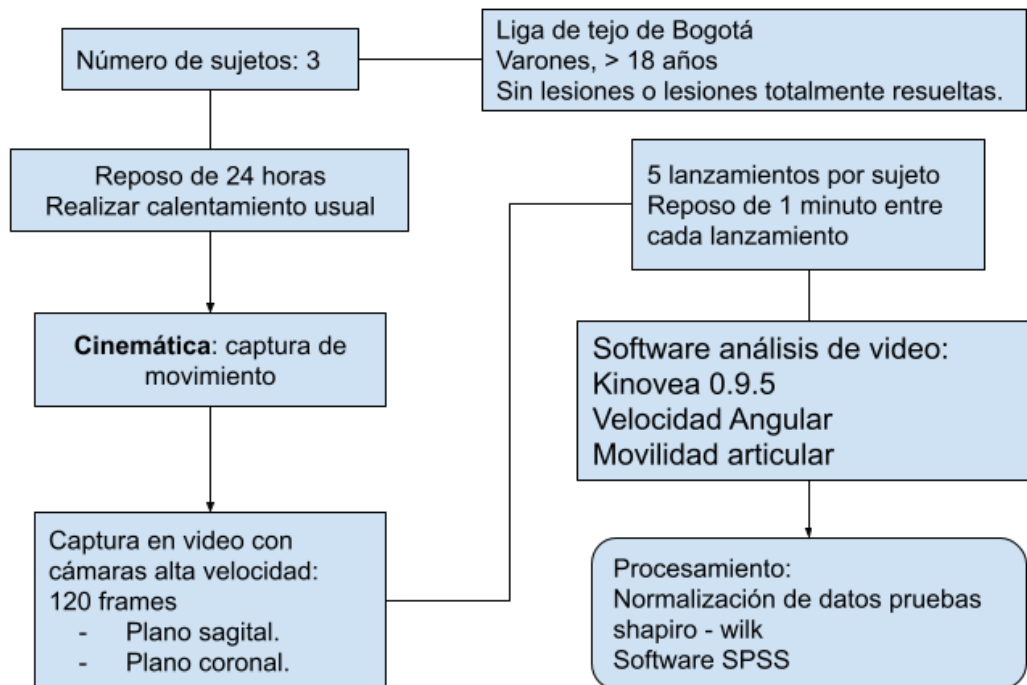 Número de sujetos: 3
Liga de tejo de Bogotá
Varones, > 18 años
Sin lesiones o lesiones totalmente resueltas.
Reposo de 24 horas
Realizar calentamiento usual
Cinemática: captura de
movimiento
Captura en video con
cámaras alta velocidad:
120 frames
- Plano sagital.
- Plano coronal.
5 lanzamientos por sujeto
Reposo de 1 minuto entre
cada lanzamiento
Software análisis de video:
Kinovea 0.9.5
Velocidad Angular
Movilidad articular
Procesamiento:
Normalización de datos pruebas
shapiro - wilk
Software SPSS